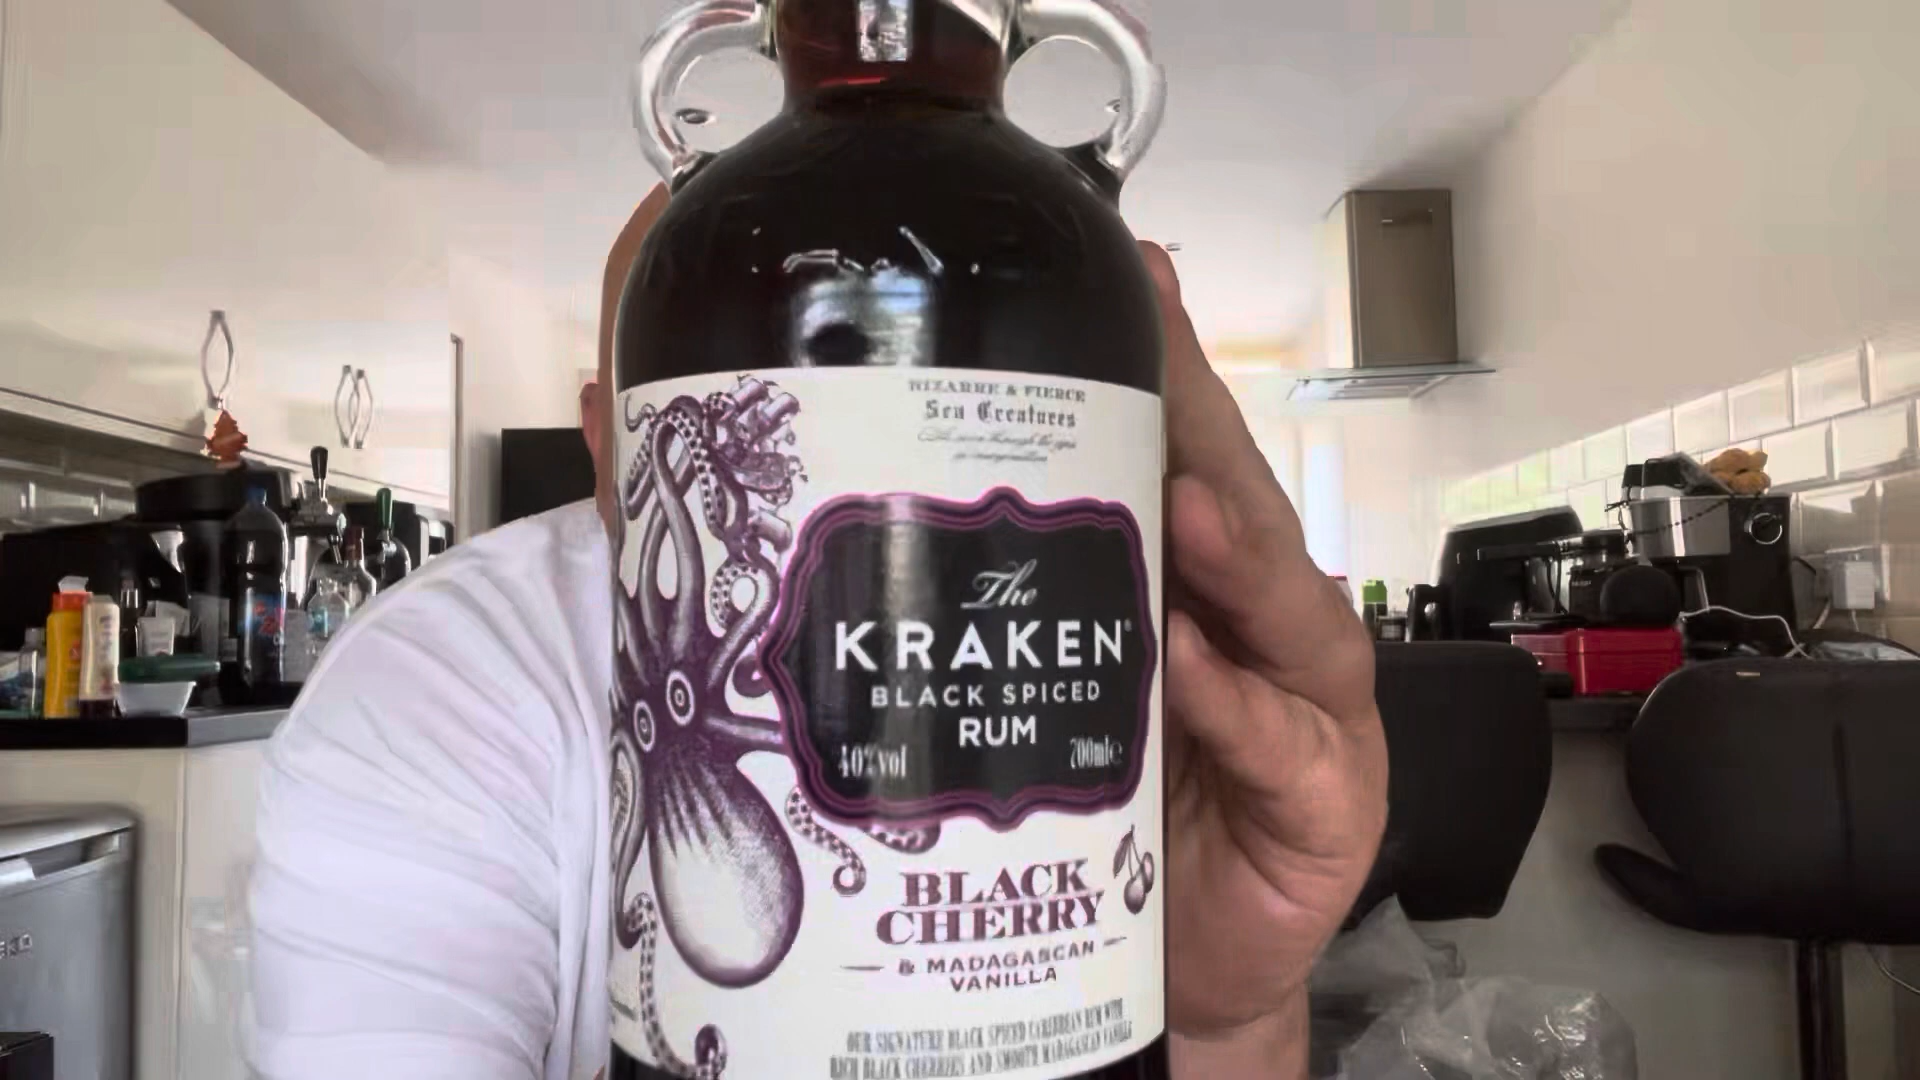 BIZARRE & FIERCE
Sea Creatures
The
KRAKEN®
BLACK SPICED
RUM
40%vol
700ml e
BLACK
CHERRY
& MADAGASCAN
VANILLA
OUR SIGNATURE BLACK SPICED CARIBBEAN RUM WITH
RICH BLACK CHERRIES AND SMOOTH MADAGASCAN VANILLA